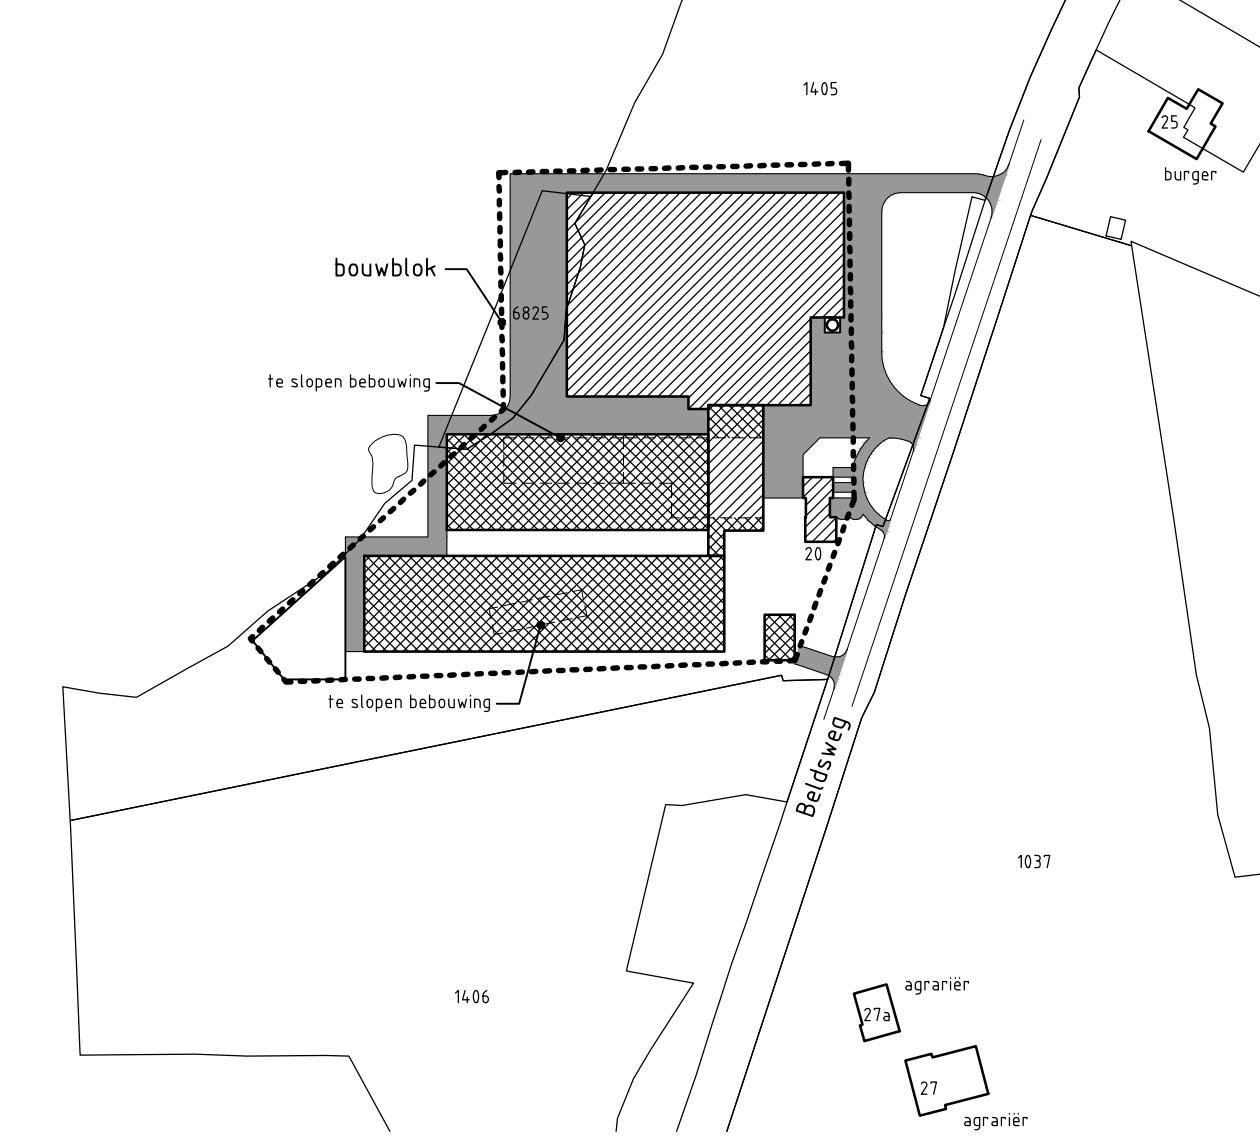 1405
25
burger
bouwblok
6825
te slopen bebouwing
20
te slopen bebouwing
Beldsweg
1037
1406
agrariër
27a
27
agrariër